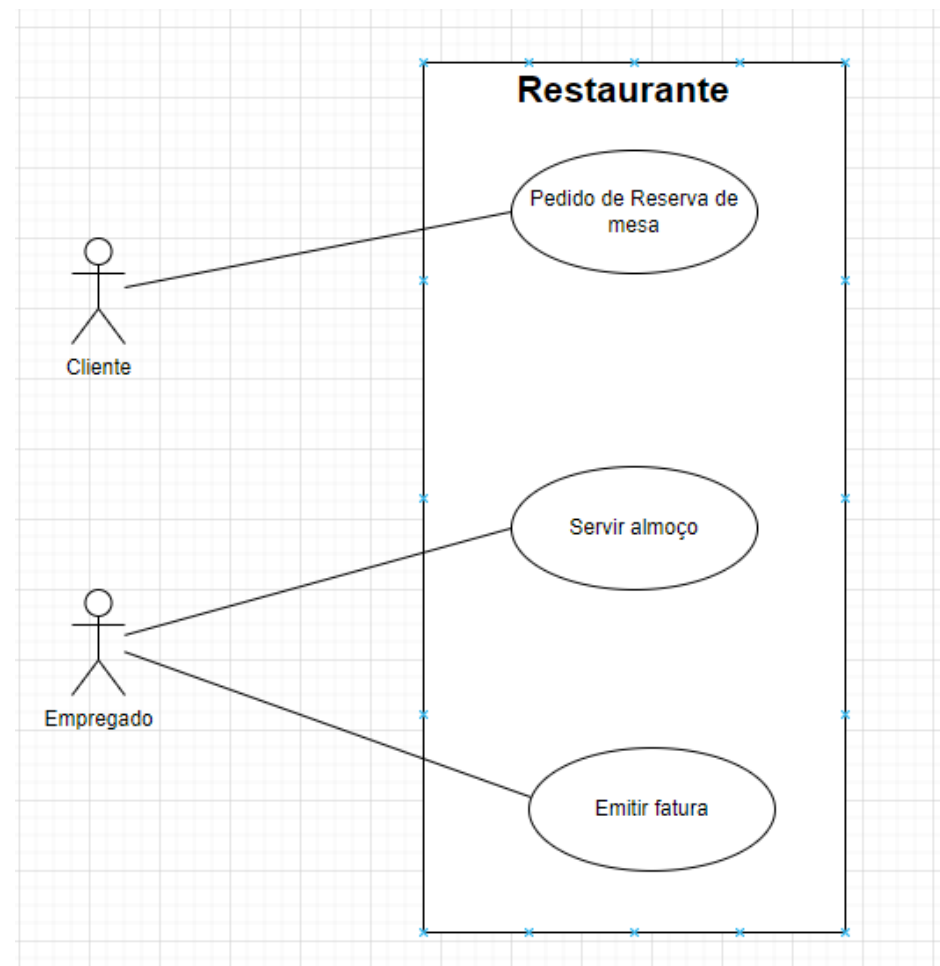 Restaurante
Pedido de Reserva de
mesa
Cliente
Servir almoço
Empregado
Emitir fatura